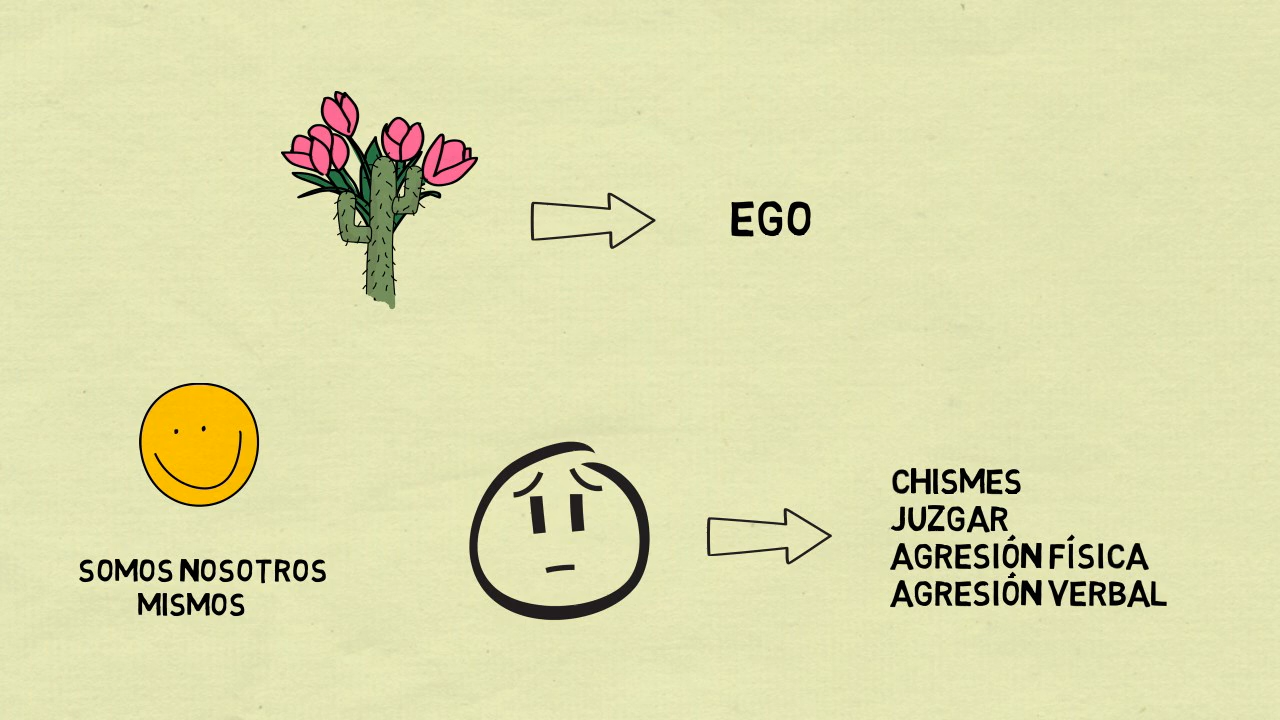 EGO
SOMOS NOSOTROS
MISMOS
CHISMES
JUZGAR
AGRESIÓN FÍSICA
AGRESIÓN VERBAL